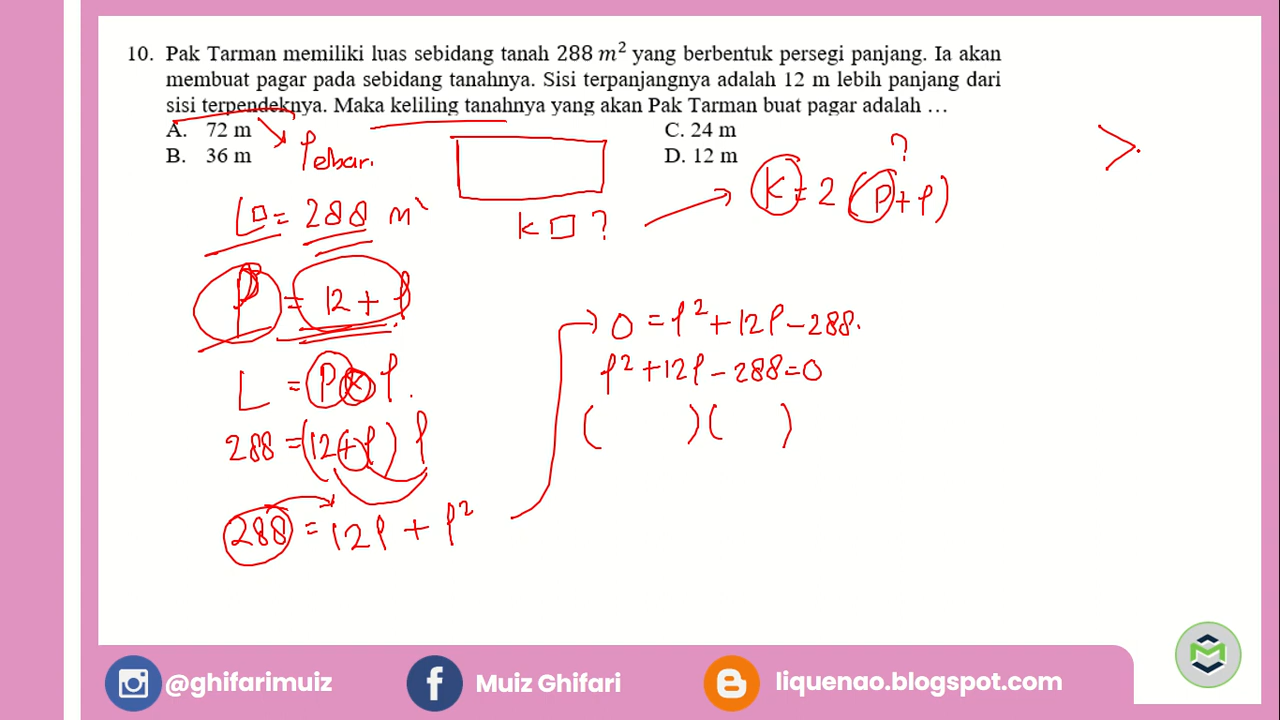 10. Pak Tarman memiliki luas sebidang tanah 288 m² yang berbentuk persegi panjang. Ia akan
membuat pagar pada sebidang tanahnya. Sisi terpanjangnya adalah 12 m lebih panjang dari
sisi terpendeknya. Maka keliling tanahnya yang akan Pak Tarman buat pagar adalah …
A. 72 m
C. 24 m
B. 36 m
D. 12 m
lebar.
L▭ = 288 m²
k▭ ?
?
K = 2 (p + l)
P = 12 + l
L = P × l.
288 = (12 + l) l
288 = 12l + l²
0 = l² + 12l - 288.
l² + 12l - 288 = 0
( ) ( )
>.
@ghifarimuiz
Muiz Ghifari
liquenao.blogspot.com